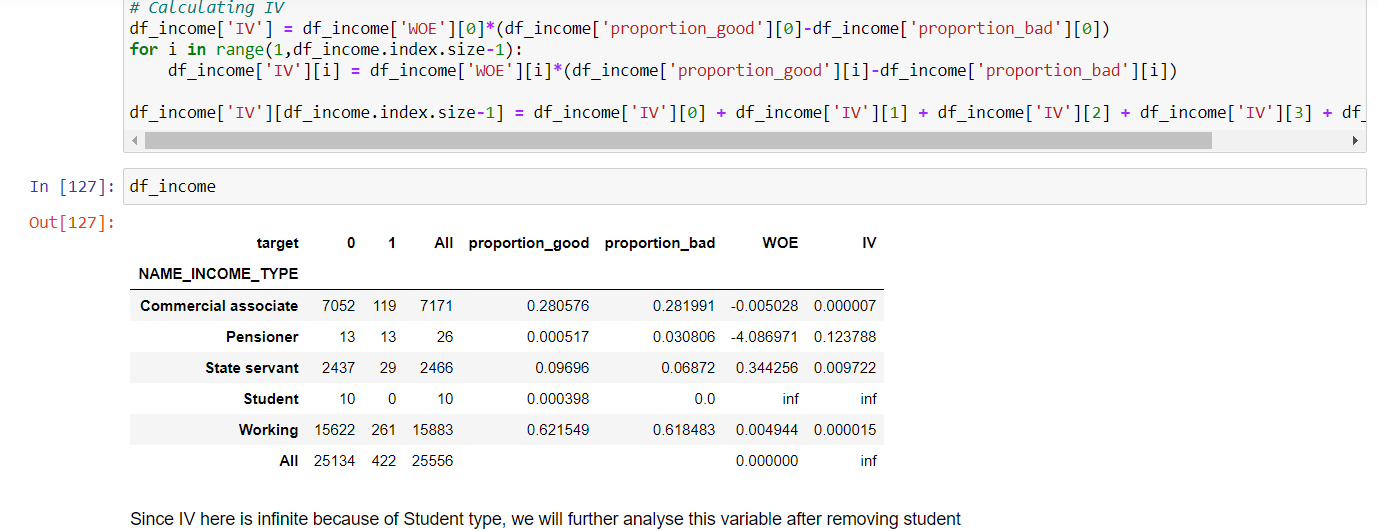 # Calculating IV
df_income['IV'] = df_income['WOE'][0]*(df_income['proportion_good'][0]-df_income['proportion_bad'][0])
for i in range(1,df_income.index.size-1):
    df_income['IV'][i] = df_income['WOE'][i]*(df_income['proportion_good'][i]-df_income['proportion_bad'][i])
df_income['IV'][df_income.index.size-1] = df_income['IV'][0] + df_income['IV'][1] + df_income['IV'][2] + df_income['IV'][3] + df_
In [127]: df_income
Out[127]:
target 0 1 All proportion_good proportion_bad WOE IV
NAME_INCOME_TYPE
Commercial associate 7052 119 7171 0.280576 0.281991 -0.005028 0.000007
Pensioner 13 13 26 0.000517 0.030806 -4.086971 0.123788
State servant 2437 29 2466 0.09696 0.06872 0.344256 0.009722
Student 10 0 10 0.000398 0.0 inf inf
Working 15622 261 15883 0.621549 0.618483 0.004944 0.000015
All 25134 422 25556 0.000000 inf
Since IV here is infinite because of Student type, we will further analyse this variable after removing student